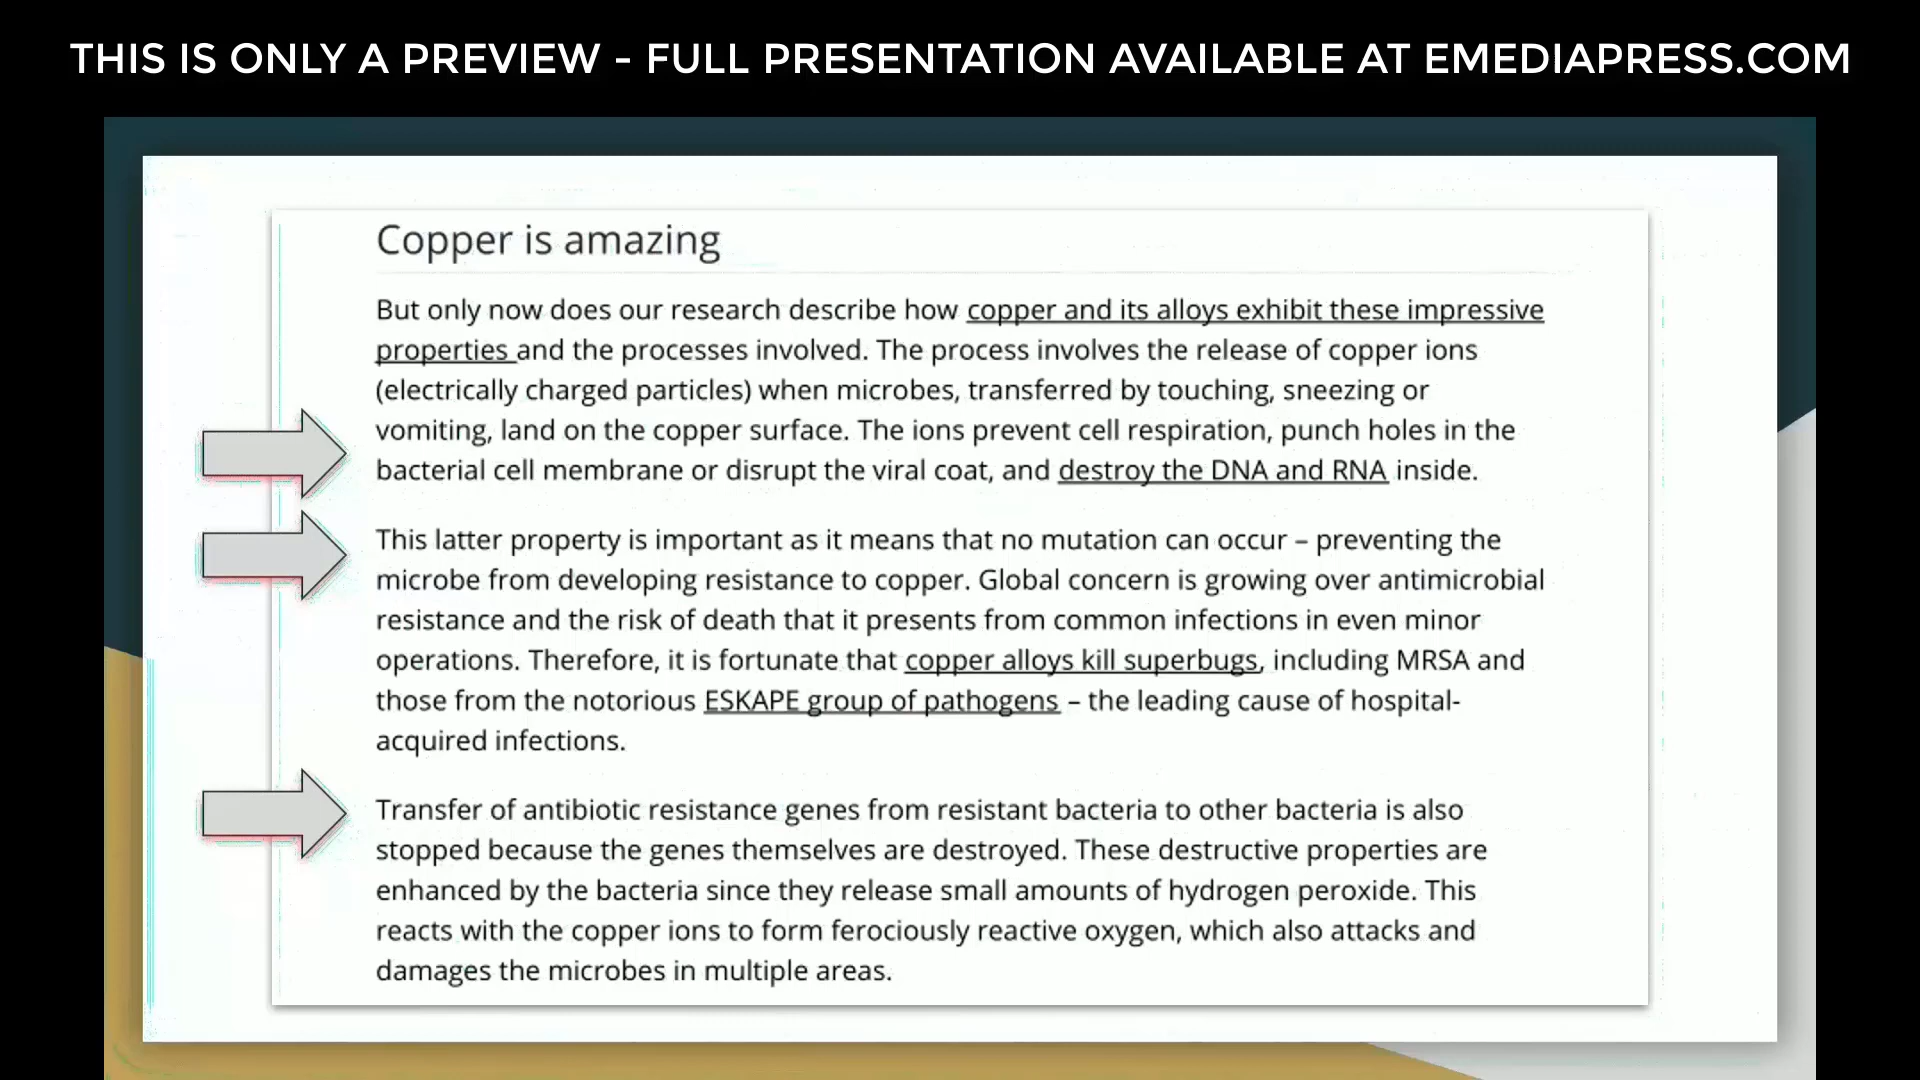 THIS IS ONLY A PREVIEW - FULL PRESENTATION AVAILABLE AT EMEDIAPRESS.COM
Copper is amazing
But only now does our research describe how copper and its alloys exhibit these impressive
properties and the processes involved. The process involves the release of copper ions
(electrically charged particles) when microbes, transferred by touching, sneezing or
vomiting, land on the copper surface. The ions prevent cell respiration, punch holes in the
bacterial cell membrane or disrupt the viral coat, and destroy the DNA and RNA inside.
This latter property is important as it means that no mutation can occur – preventing the
microbe from developing resistance to copper. Global concern is growing over antimicrobial
resistance and the risk of death that it presents from common infections in even minor
operations. Therefore, it is fortunate that copper alloys kill superbugs, including MRSA and
those from the notorious ESKAPE group of pathogens – the leading cause of hospital-
acquired infections.
Transfer of antibiotic resistance genes from resistant bacteria to other bacteria is also
stopped because the genes themselves are destroyed. These destructive properties are
enhanced by the bacteria since they release small amounts of hydrogen peroxide. This
reacts with the copper ions to form ferociously reactive oxygen, which also attacks and
damages the microbes in multiple areas.